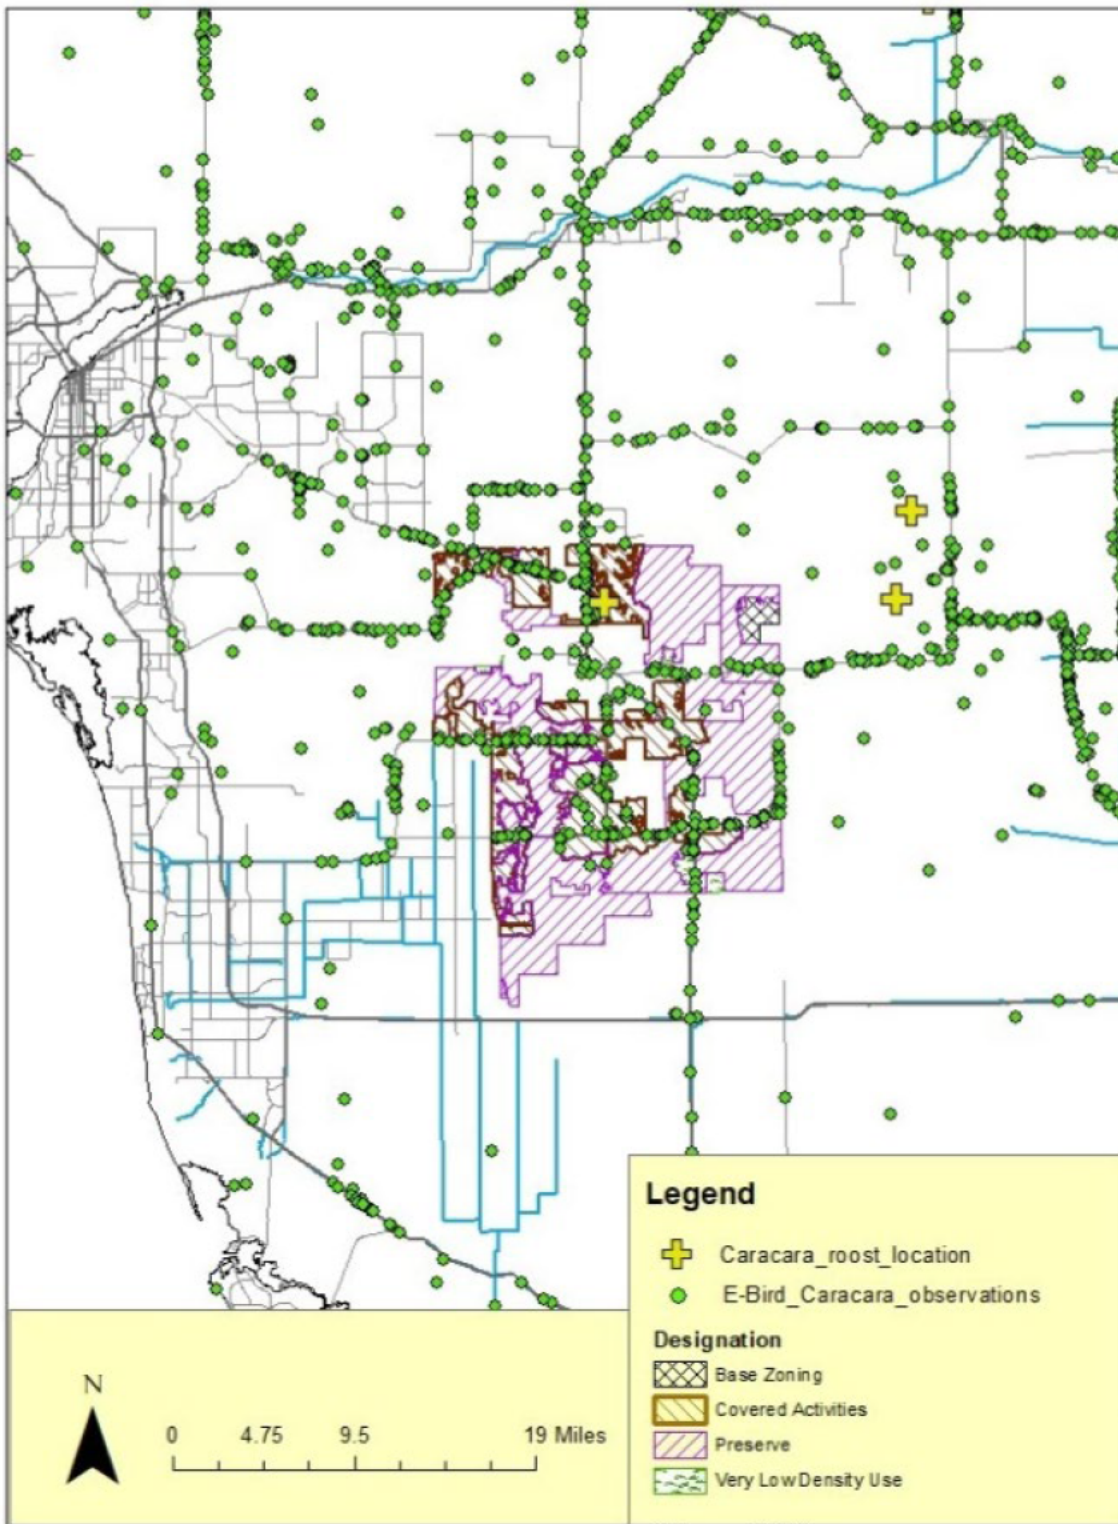 Legend
Caracara_roost_location
E-Bird_Caracara_observations
Designation
Base Zoning
Covered Activities
Preserve
Very Low Density Use
N
0 4.75 9.5 19 Miles